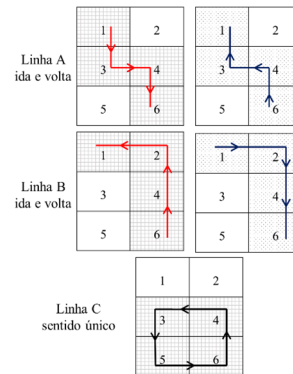 1 2 1 2
Linha A
ida e volta
3 4 3 4
5 6 5 6
1 2 1 2
Linha B
ida e volta
3 4 3 4
5 6 5 6
1 2
Linha C
sentido único
3 4
5 6